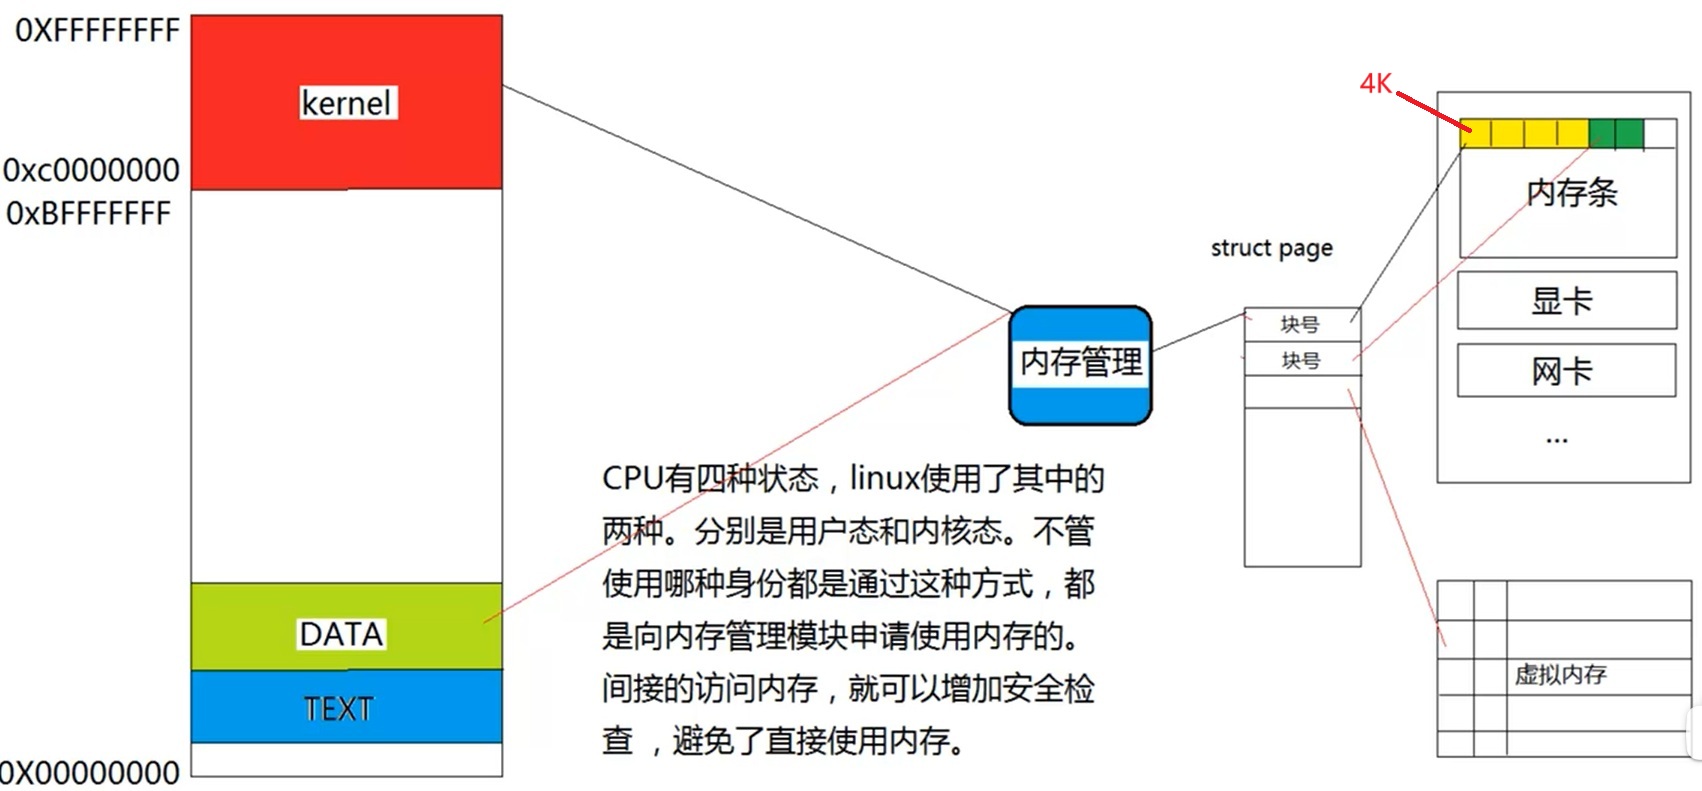 0XFFFFFFFF
kernel
0xc0000000
0xBFFFFFFF
DATA
TEXT
0X00000000
内存管理
CPU有四种状态，linux使用了其中的
两种。分别是用户态和内核态。不管
使用哪种身份都是通过这种方式，都
是向内存管理模块申请使用内存的。
间接的访问内存，就可以增加安全检
查 ，避免了直接使用内存。
struct page
块号
块号
4K
内存条
显卡
网卡
...
虚拟内存